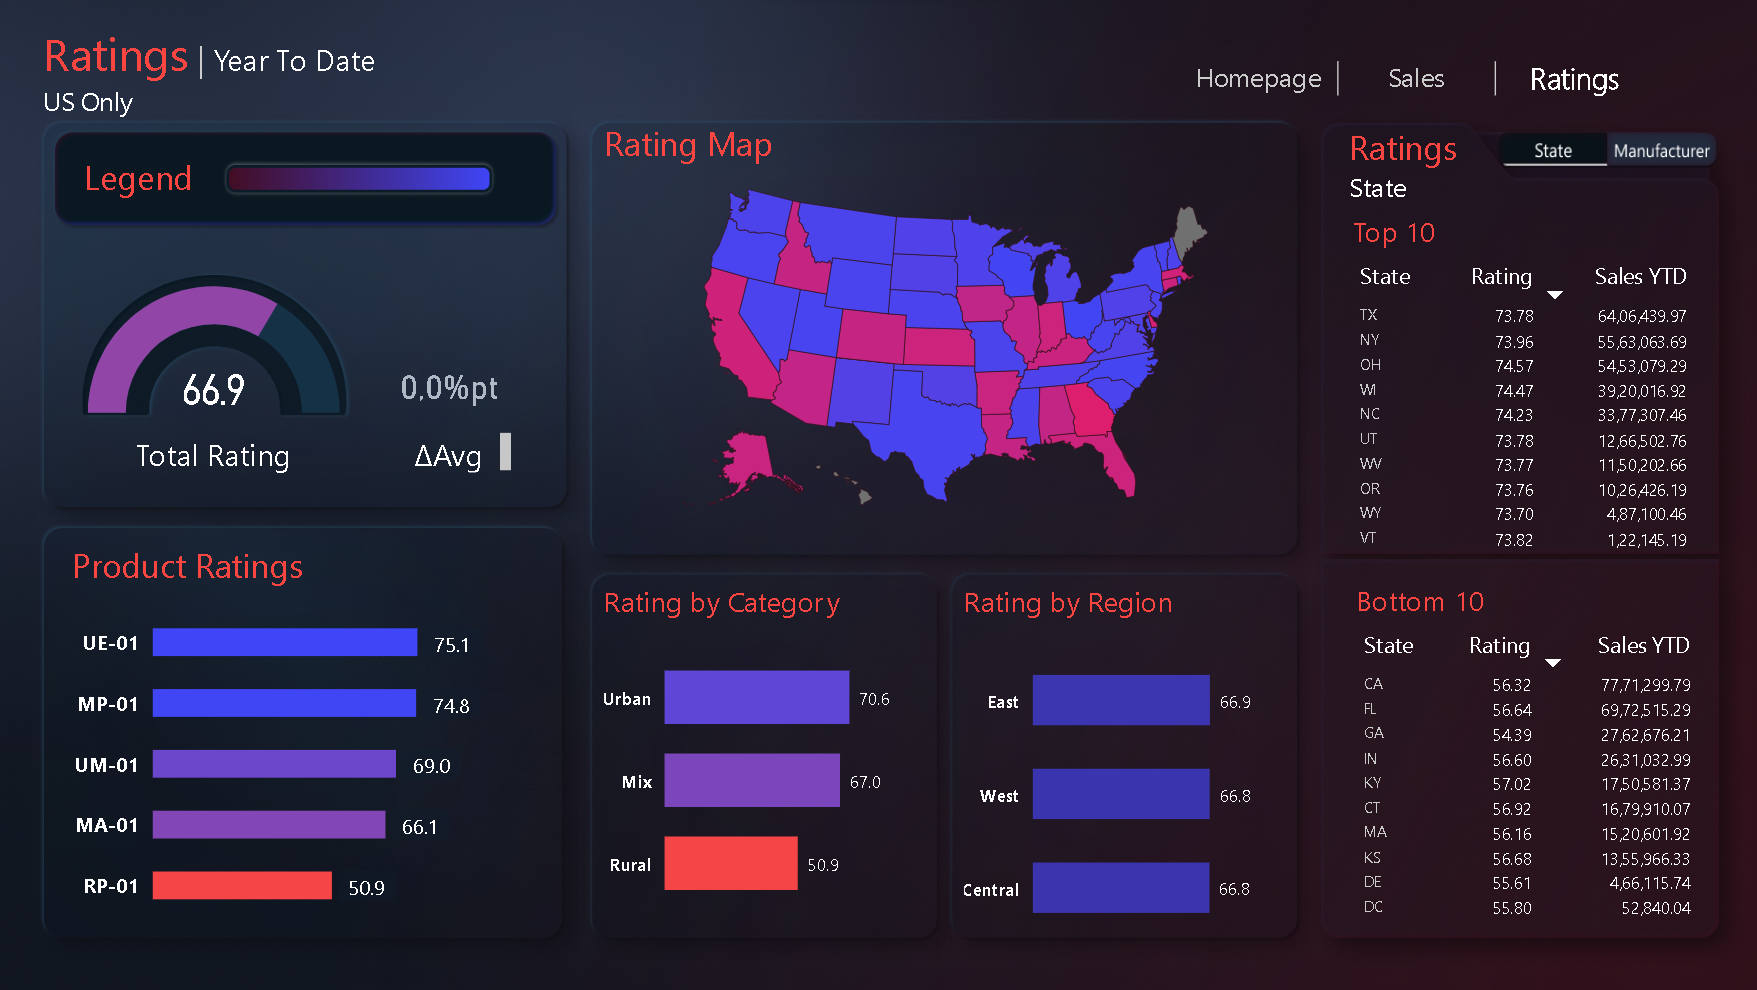 Ratings | Year To Date
US Only
Homepage | Sales | Ratings
Legend
66.9
Total Rating
0,0%pt
ΔAvg
Product Ratings
UE-01 75.1
MP-01 74.8
UM-01 69.0
MA-01 66.1
RP-01 50.9
Rating Map
Rating by Category
Urban 70.6
Mix 67.0
Rural 50.9
Rating by Region
East 66.9
West 66.8
Central 66.8
Ratings
State Manufacturer
State
Top 10
State Rating Sales YTD
TX 73.78 64,06,439.97
NY 73.96 55,63,063.69
OH 74.57 54,53,079.29
WI 74.47 39,20,016.92
NC 74.23 33,77,307.46
UT 73.78 12,66,502.76
WV 73.77 11,50,202.66
OR 73.76 10,26,426.19
WY 73.70 4,87,100.46
VT 73.82 1,22,145.19
Bottom 10
State Rating Sales YTD
CA 56.32 77,71,299.79
FL 56.64 69,72,515.29
GA 54.39 27,62,676.21
IN 56.60 26,31,032.99
KY 57.02 17,50,581.37
CT 56.92 16,79,910.07
MA 56.16 15,20,601.92
KS 56.68 13,55,966.33
DE 55.61 4,66,115.74
DC 55.80 52,840.04